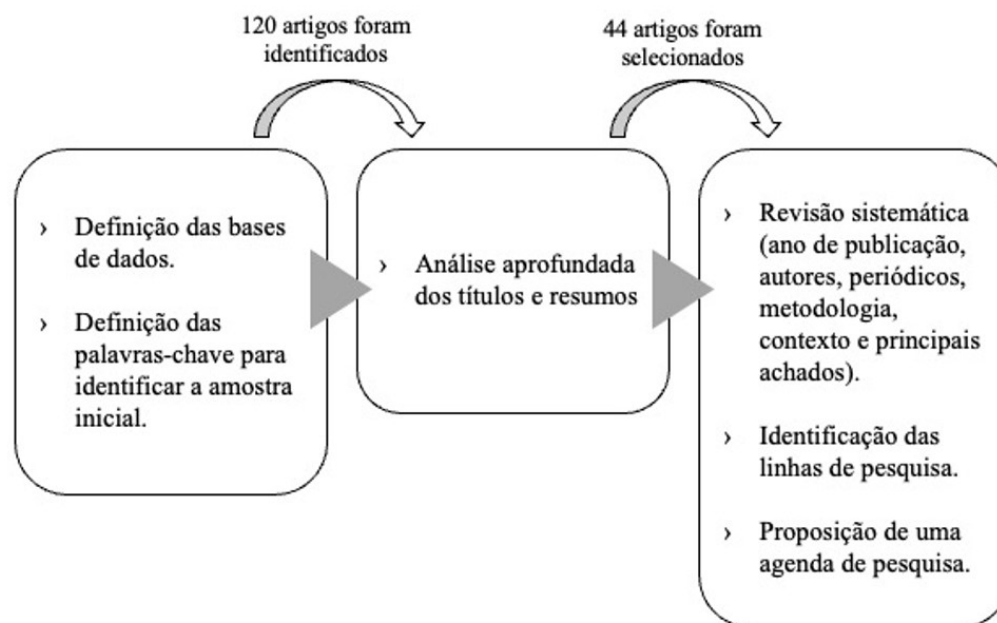 120 artigos foram
identificados
44 artigos foram
selecionados
› Definição das bases
de dados.
› Definição das
palavras-chave para
identificar a amostra
inicial.
› Análise aprofundada
dos títulos e resumos
› Revisão sistemática
(ano de publicação,
autores, periódicos,
metodologia,
contexto e principais
achados).
› Identificação das
linhas de pesquisa.
› Proposição de uma
agenda de pesquisa.